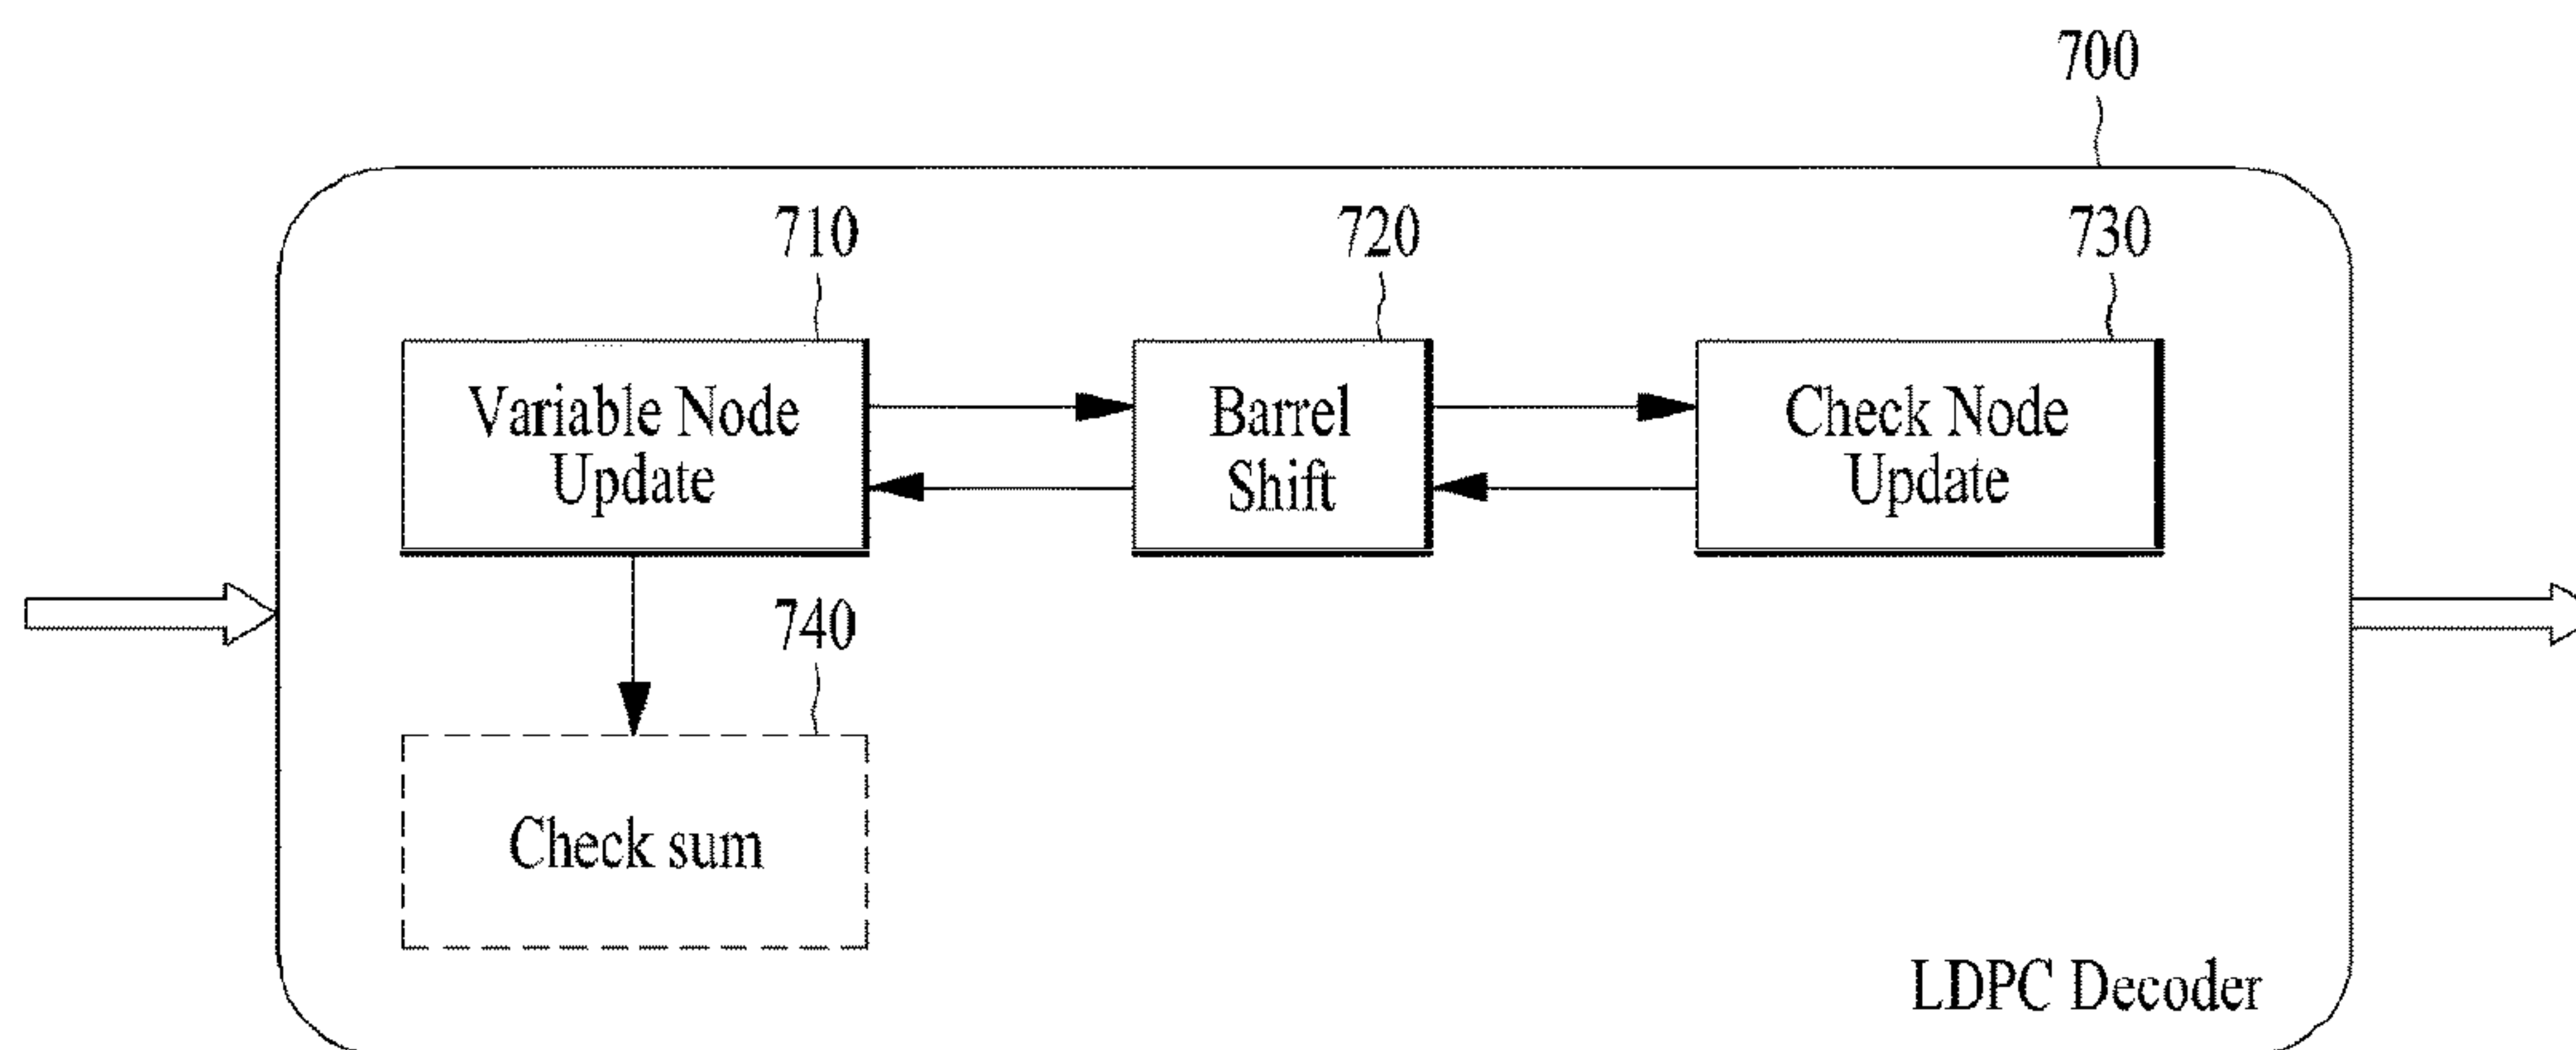 700
710
720
730
Variable Node
Update
Barrel
Shift
Check Node
Update
740
Check sum
LDPC Decoder